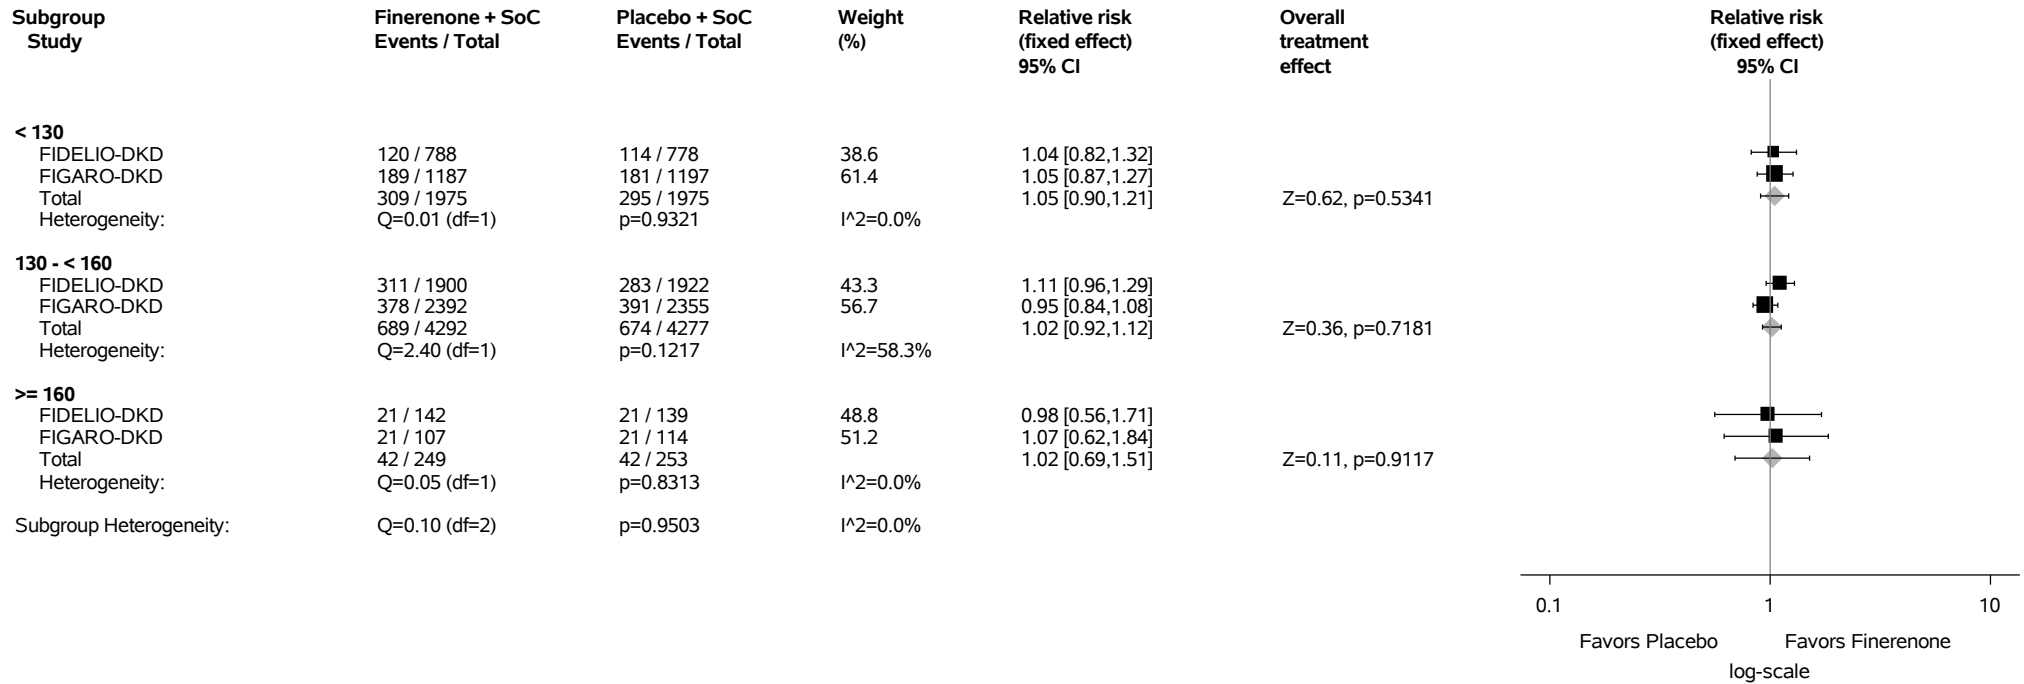 Subgroup Finerenone + SoC Placebo + SoC Weight Relative risk Overall Relative risk
Study Events / Total Events / Total (%) (fixed effect) treatment (fixed effect)
95% CI effect 95% CI
< 130
FIDELIO-DKD 120 / 788 114 / 778 38.6 1.04 [0.82,1.32]
FIGARO-DKD 189 / 1187 181 / 1197 61.4 1.05 [0.87,1.27]
Total 309 / 1975 295 / 1975 1.05 [0.90,1.21] Z=0.62, p=0.5341
Heterogeneity: Q=0.01 (df=1) p=0.9321 I^2=0.0%
130 - < 160
FIDELIO-DKD 311 / 1900 283 / 1922 43.3 1.11 [0.96,1.29]
FIGARO-DKD 378 / 2392 391 / 2355 56.7 0.95 [0.84,1.08]
Total 689 / 4292 674 / 4277 1.02 [0.92,1.12] Z=0.36, p=0.7181
Heterogeneity: Q=2.40 (df=1) p=0.1217 I^2=58.3%
>= 160
FIDELIO-DKD 21 / 142 21 / 139 48.8 0.98 [0.56,1.71]
FIGARO-DKD 21 / 107 21 / 114 51.2 1.07 [0.62,1.84]
Total 42 / 249 42 / 253 1.02 [0.69,1.51] Z=0.11, p=0.9117
Heterogeneity: Q=0.05 (df=1) p=0.8313 I^2=0.0%
Subgroup Heterogeneity: Q=0.10 (df=2) p=0.9503 I^2=0.0%
0.1 1 10
Favors Placebo Favors Finerenone
log-scale